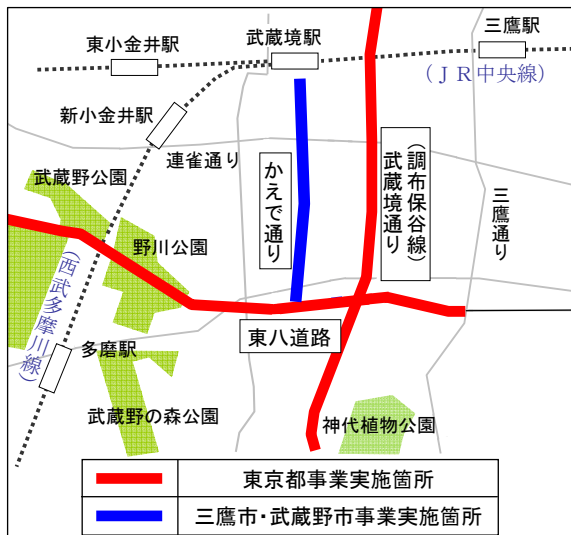 三鷹駅
武蔵境駅
東小金井駅
（ＪＲ中央線）
新小金井駅
連雀通り
武蔵野公園
かえで通り
（調布保谷線）
武蔵境通り
三鷹通り
野川公園
（西武多摩川線）
東八道路
多磨駅
武蔵野の森公園
神代植物公園
東京都事業実施箇所
三鷹市・武蔵野市事業実施箇所